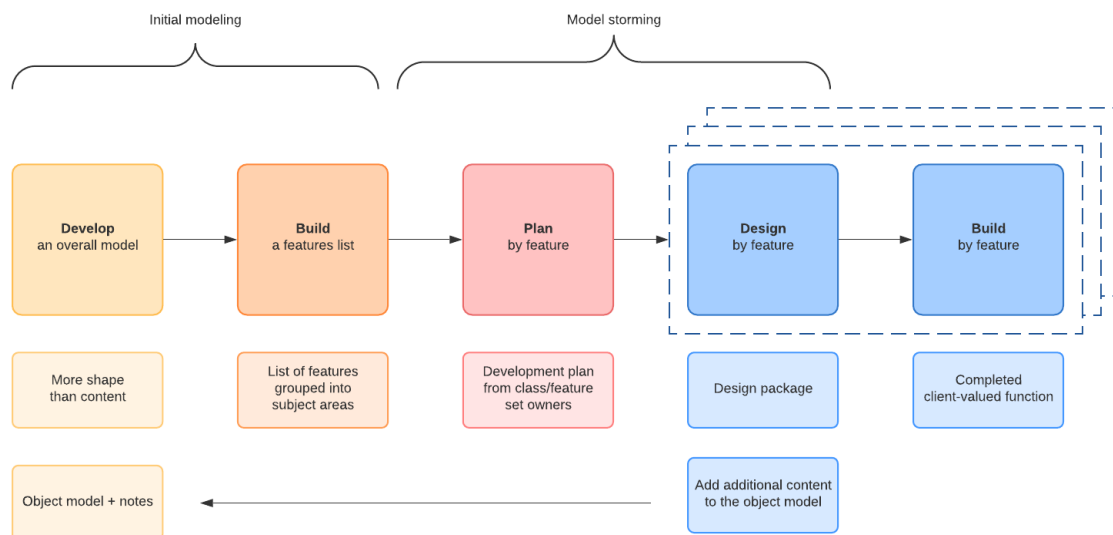 Initial modeling
Model storming
Develop
an overall model
Build
a features list
Plan
by feature
Design
by feature
Build
by feature
More shape
than content
List of features
grouped into
subject areas
Development plan
from class/feature
set owners
Design package
Completed
client-valued function
Object model + notes
Add additional content
to the object model